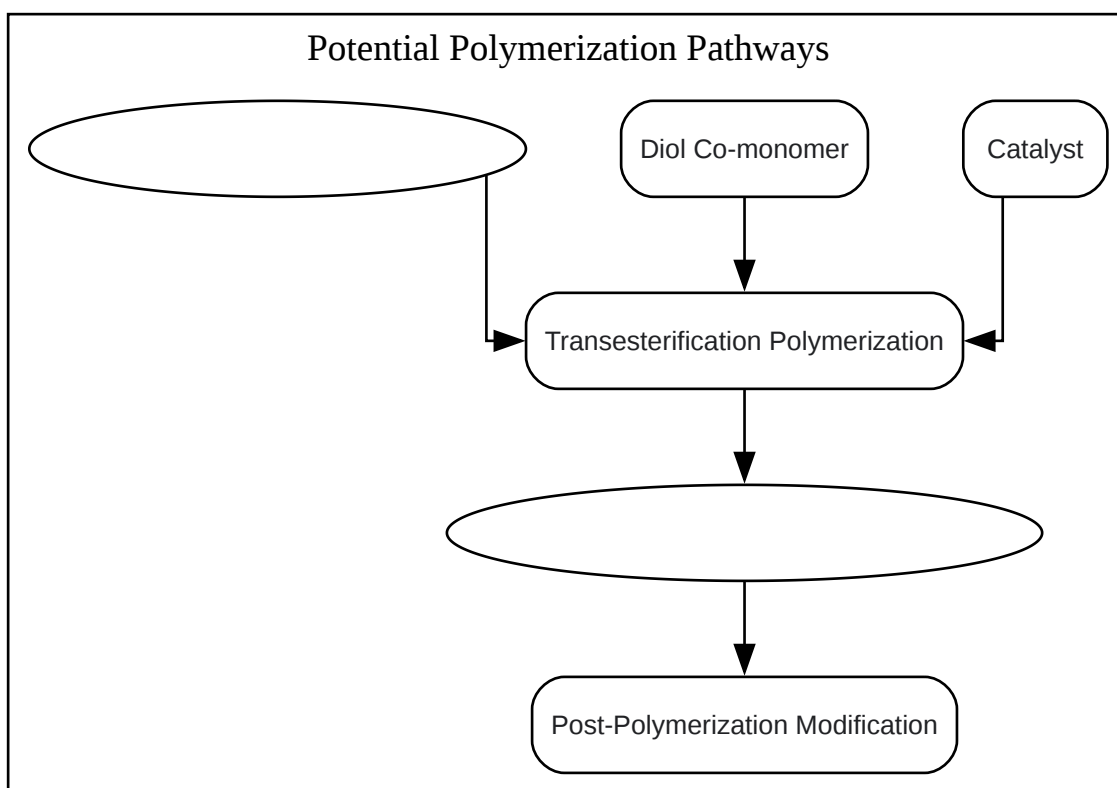 Potential Polymerization Pathways
Diol Co-monomer
Catalyst
Transesterification Polymerization
Post-Polymerization Modification